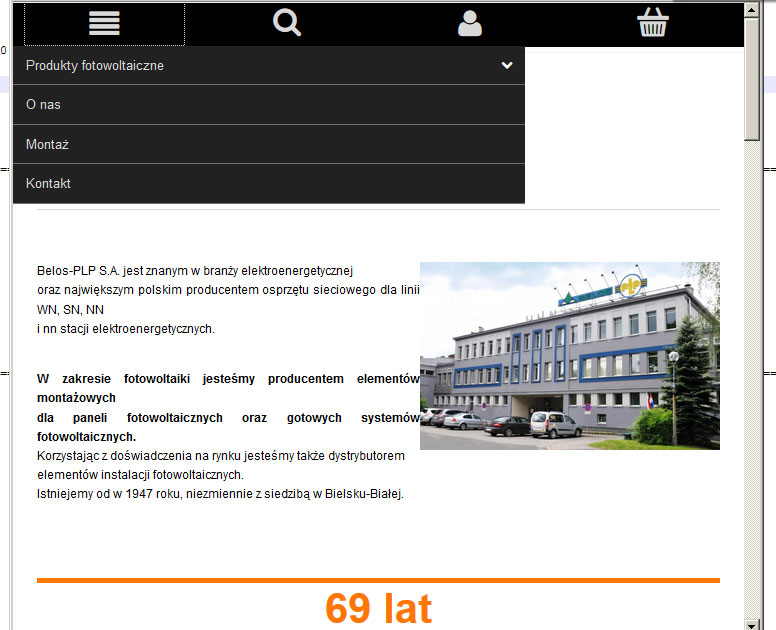 0
Produkty fotowoltaiczne
O nas
Montaż
Kontakt
Belos-PLP S.A. jest znanym w branży elektroenergetycznej
oraz największym polskim producentem osprzętu sieciowego dla linii
WN, SN, NN
i nn stacji elektroenergetycznych.
W zakresie fotowoltaiki jesteśmy producentem elementów
montażowych
dla paneli fotowoltaicznych oraz gotowych systemów
fotowoltaicznych.
Korzystając z doświadczenia na rynku jesteśmy także dystrybutorem
elementów instalacji fotowoltaicznych.
Istniejemy od w 1947 roku, niezmiennie z siedzibą w Bielsku-Białej.
69 lat